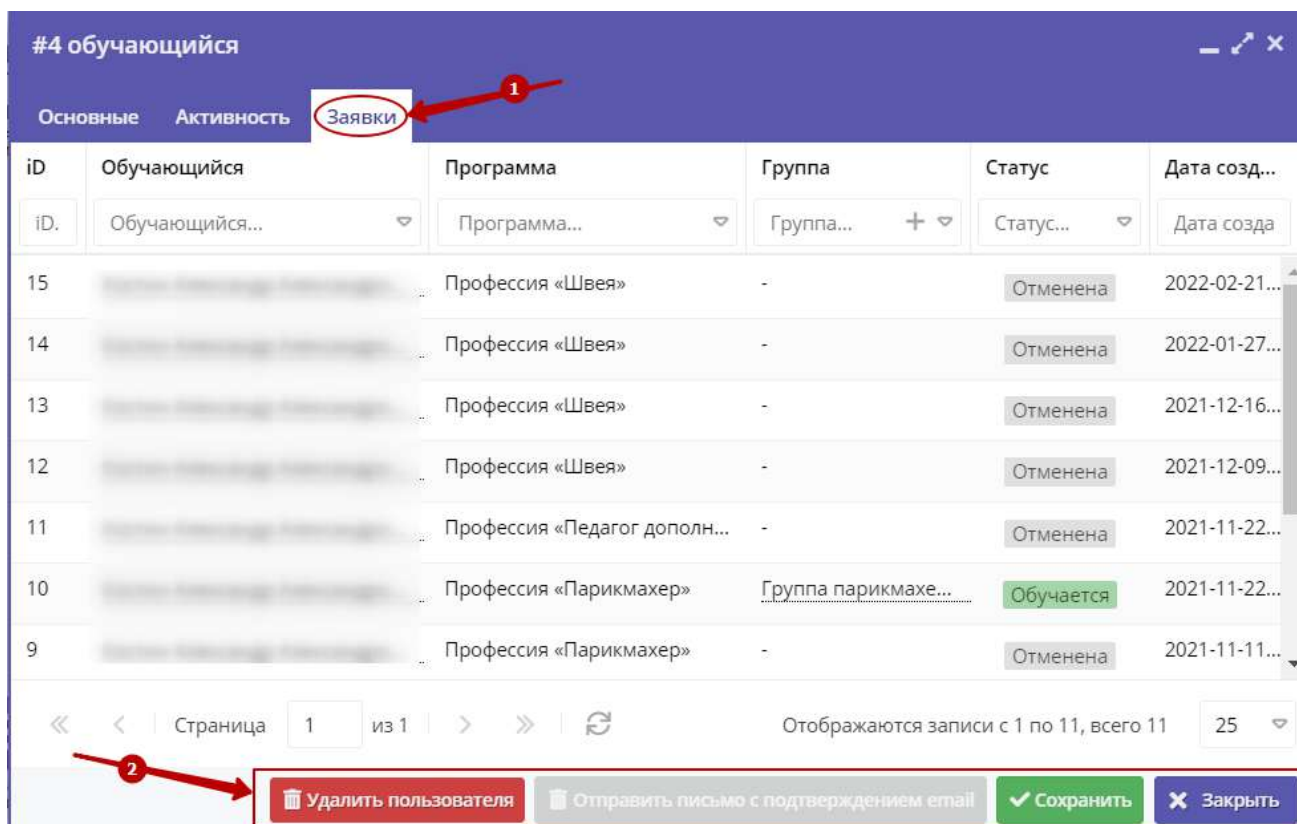 #4 обучающийся
1
Основные Активность Заявки
iD Обучающийся Программа Группа Статус Дата созд...
iD. Обучающийся... Программа... Группа... Статус... Дата созда
15 Профессия «Швея» - Отменена 2022-02-21...
14 Профессия «Швея» - Отменена 2022-01-27...
13 Профессия «Швея» - Отменена 2021-12-16...
12 Профессия «Швея» - Отменена 2021-12-09...
11 Профессия «Педагог дополн... - Отменена 2021-11-22...
10 Профессия «Парикмахер» Группа парикмахе... Обучается 2021-11-22...
9 Профессия «Парикмахер» - Отменена 2021-11-11...
Страница 1 из 1 Отображаются записи с 1 по 11, всего 11 25
2
Удалить пользователя Отправить письмо с подтверждением email Сохранить Закрыть